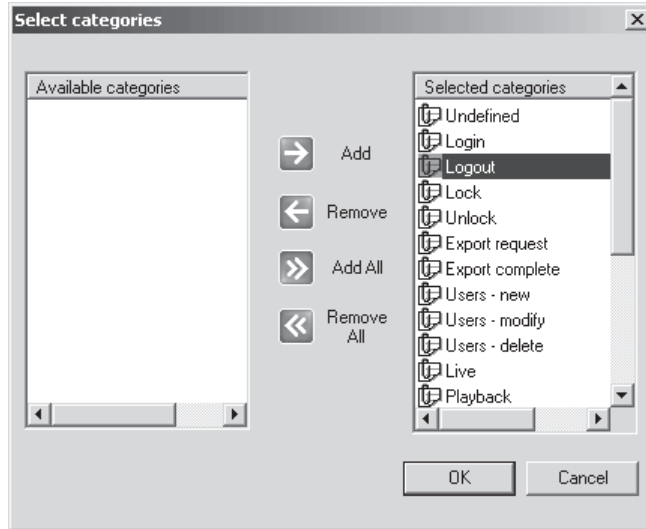 Select categories
Available categories
Add
Remove
Add All
Remove
All
Selected categories
Undefined
Login
Logout
Lock
Unlock
Export request
Export complete
Users - new
Users - modify
Users - delete
Live
Playback
OK
Cancel